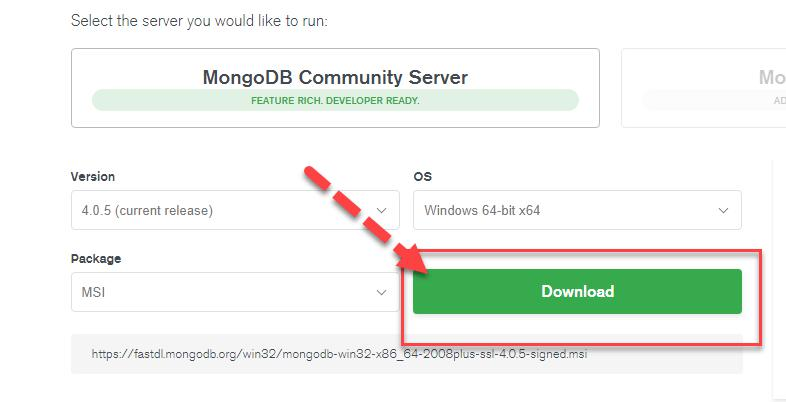 Select the server you would like to run:
MongoDB Community Server
FEATURE RICH. DEVELOPER READY.
Mo
AD
Version
OS
4.0.5 (current release)
Windows 64-bit x64
Package
MSI
Download
https://fastdl.mongodb.org/win32/mongodb-win32-x86_64-2008plus-ssl-4.0.5-signed.msi